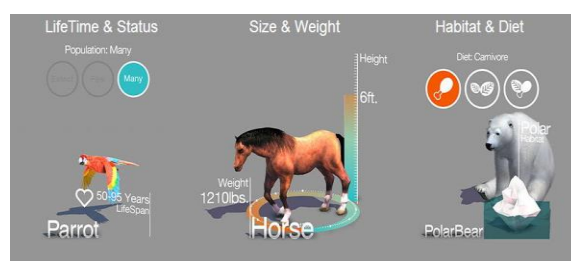 LifeTime & Status
Population: Many
Many
50-95 Years
LifeSpan
Parrot
Size & Weight
Height
6ft.
Weight
1210lbs.
Horse
Habitat & Diet
Diet: Carnivore
Polar
Habitat
PolarBear